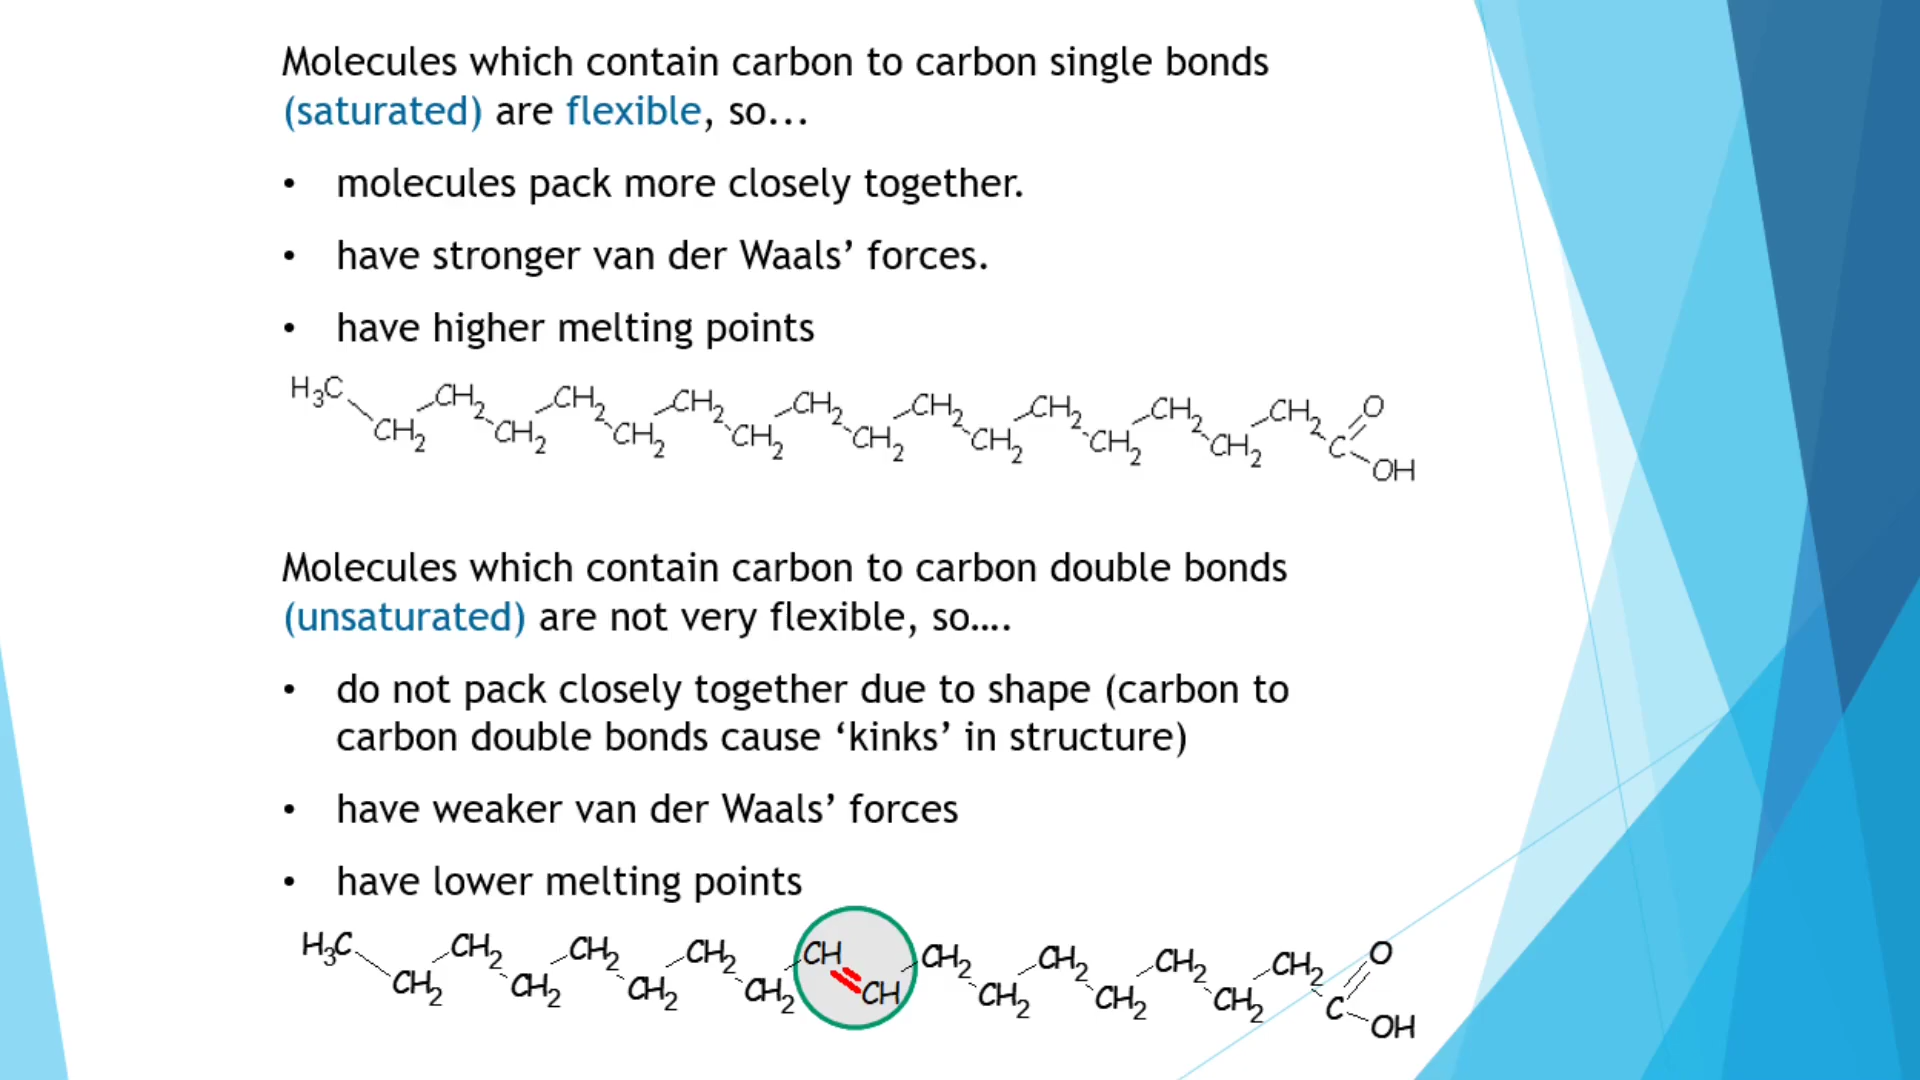 Molecules which contain carbon to carbon single bonds
(saturated) are flexible, so...
• molecules pack more closely together.
• have stronger van der Waals’ forces.
• have higher melting points
H3C CH2 CH2 CH2 CH2 CH2 CH2 CH2 CH2 O
CH2 CH2 CH2 CH2 CH2 CH2 CH2 CH2 C
OH
Molecules which contain carbon to carbon double bonds
(unsaturated) are not very flexible, so….
• do not pack closely together due to shape (carbon to
carbon double bonds cause ‘kinks’ in structure)
• have weaker van der Waals’ forces
• have lower melting points
H3C CH2 CH2 CH2 CH CH2 CH2 CH2 CH2 O
CH2 CH2 CH2 CH2 CH CH2 CH2 CH2 C
OH